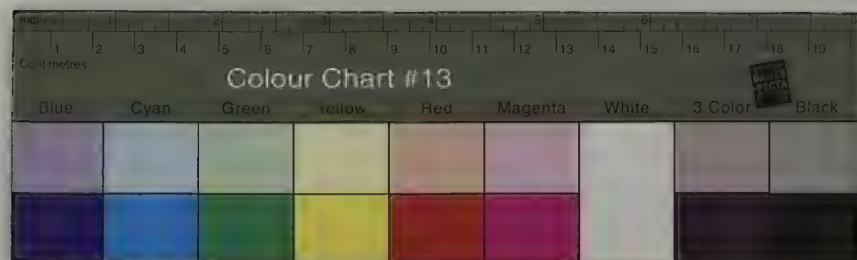 Inches 1 2 3 4 5 6
1 2 3 4 5 6 7 8 9 10 11 12 13 14 15 16 17 18 19
Centimetres
Colour Chart #13
Blue Cyan Green Yellow Red Magenta White 3.Color Black